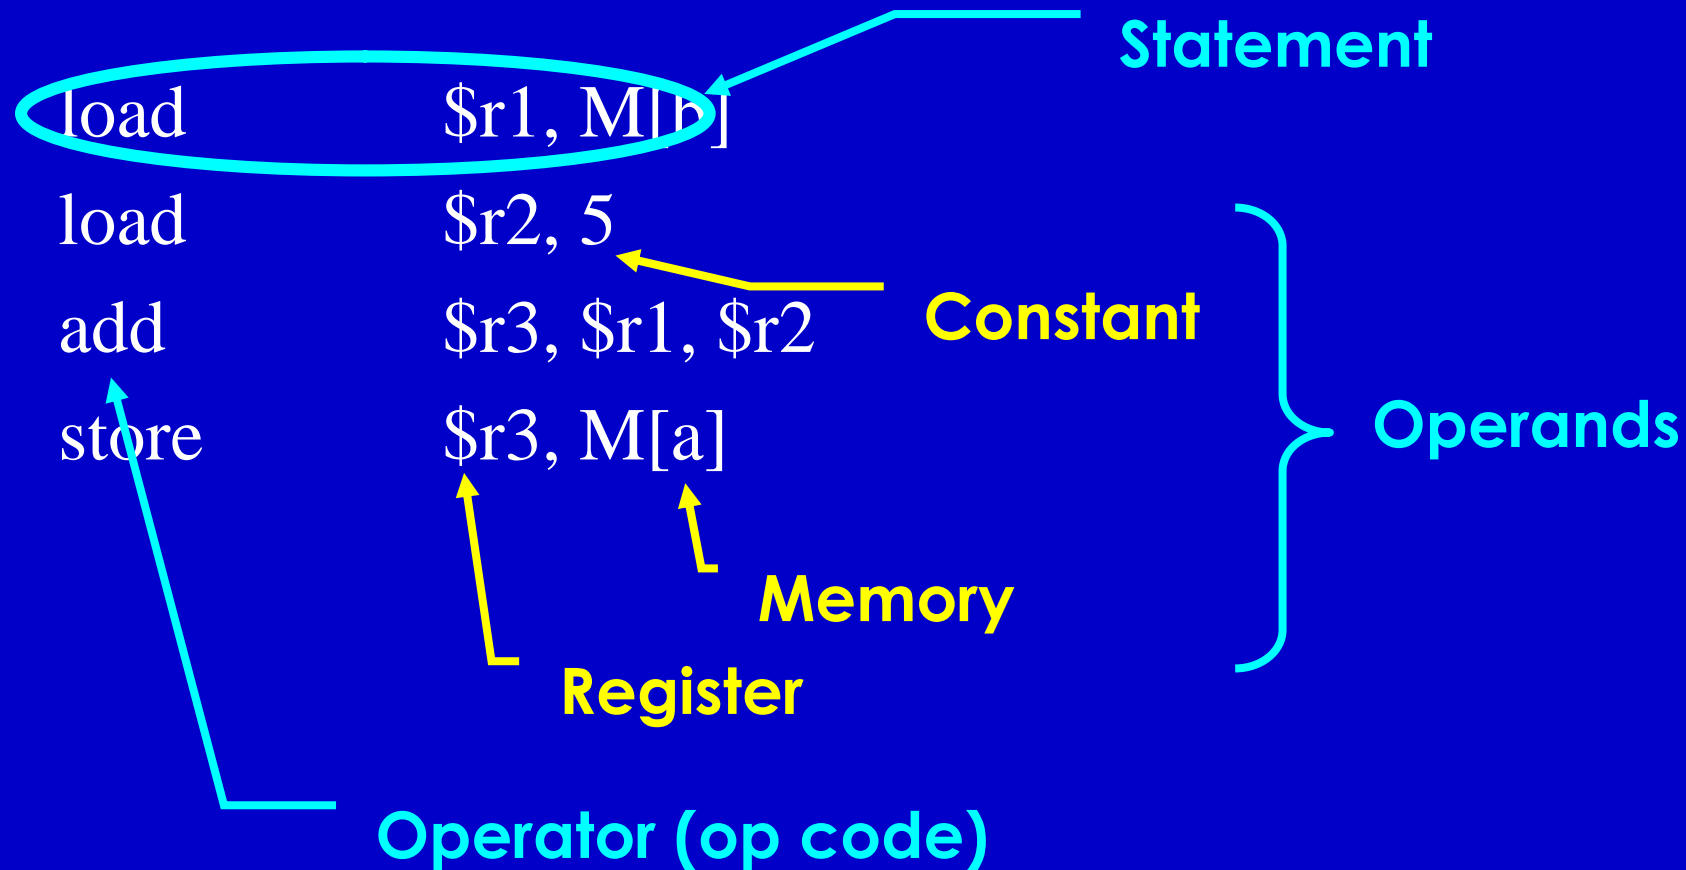 Statement
load $r1, M[b]
load $r2, 5
Constant
add $r3, $r1, $r2
Operands
store $r3, M[a]
Memory
Register
Operator (op code)